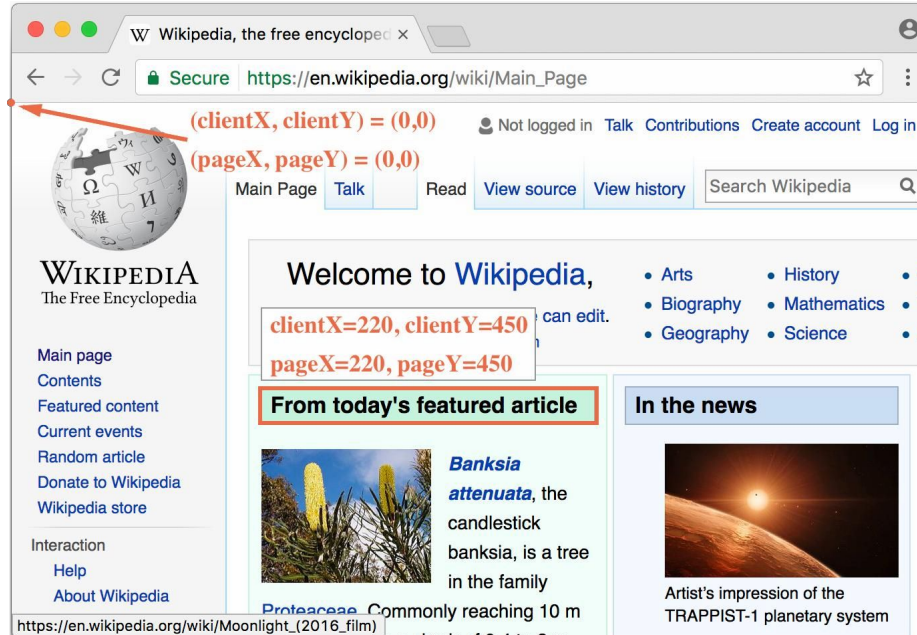 W Wikipedia, the free encycloped ×
Secure https://en.wikipedia.org/wiki/Main_Page
(clientX, clientY) = (0,0)
(pageX, pageY) = (0,0)
Not logged in Talk Contributions Create account Log in
Main Page Talk Read View source View history Search Wikipedia
Ω W И
維 7
WIKIPEDIA
The Free Encyclopedia
Main page
Contents
Featured content
Current events
Random article
Donate to Wikipedia
Wikipedia store
Interaction
Help
About Wikipedia
Welcome to Wikipedia,
can edit.
clientX=220, clientY=450
pageX=220, pageY=450
• Arts • History •
• Biography • Mathematics •
• Geography • Science •
From today's featured article
Banksia
attenuata, the
candlestick
banksia, is a tree
in the family
Proteaceae. Commonly reaching 10 m
In the news
Artist's impression of the
TRAPPIST-1 planetary system
https://en.wikipedia.org/wiki/Moonlight_(2016_film)